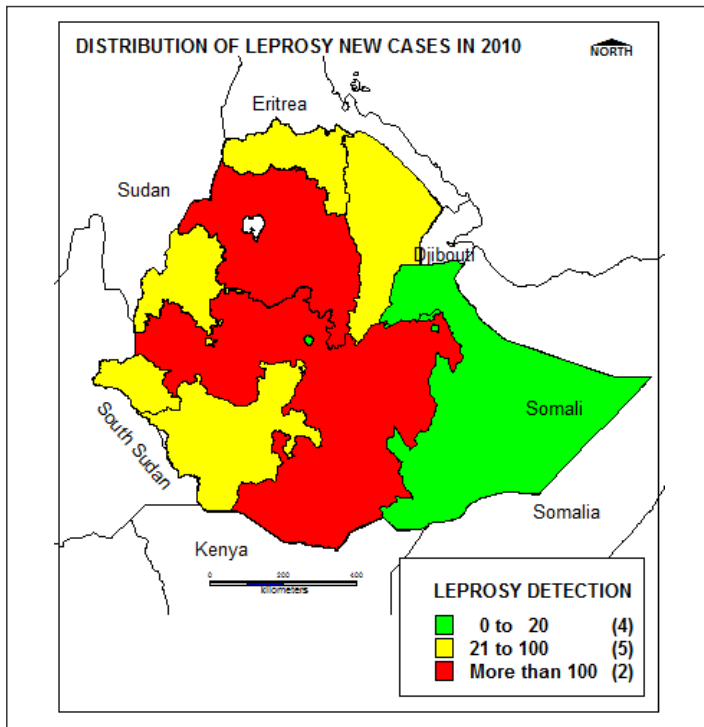 DISTRIBUTION OF LEPROSY NEW CASES IN 2010
NORTH
Eritrea
Sudan
Djibouti
Somali
South Sudan
Somalia
Kenya
0 200 400
kilometers
LEPROSY DETECTION
0 to 20 (4)
21 to 100 (5)
More than 100 (2)